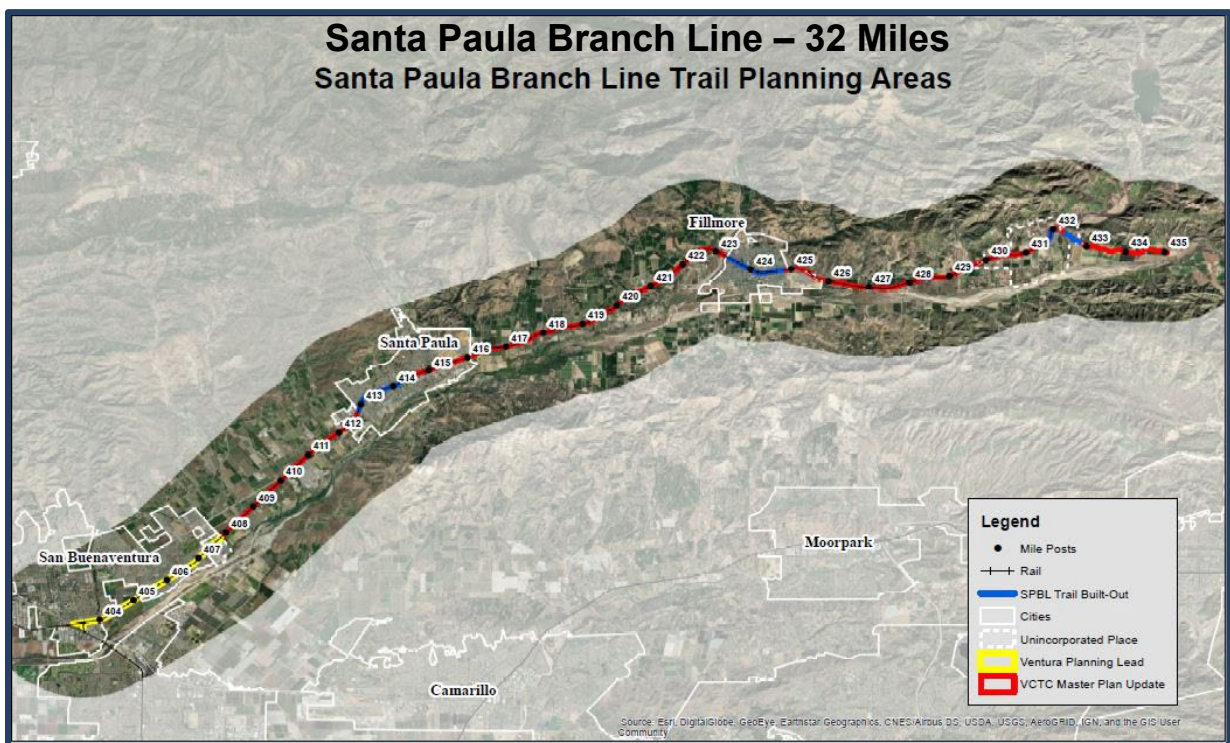 Santa Paula Branch Line – 32 Miles
Santa Paula Branch Line Trail Planning Areas
Fillmore
432
433
434
435
431
430
429
428
427
426
425
424
423
422
421
420
419
418
417
416
Santa Paula
415
414
413
412
411
410
409
408
San Buenaventura
407
406
405
404
Moorpark
Camarillo
Legend
Mile Posts
Rail
SPBL Trail Built-Out
Cities
Unincorporated Place
Ventura Planning Lead
VCTC Master Plan Update
Source: Esri, DigitalGlobe, GeoEye, Earthstar Geographics, CNES/Airbus DS, USDA, USGS, AeroGRID, IGN, and the GIS User
Community